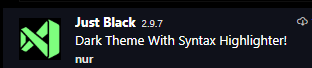 Just Black 2.9.7
Dark Theme With Syntax Highlighter!
nur